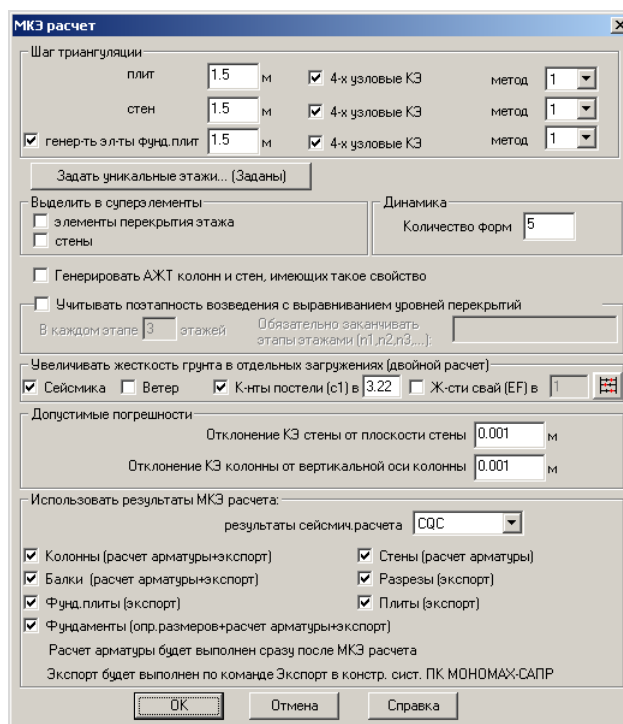 МКЭ расчет
Шаг триангуляции
плит 1.5 м 4-х узловые КЭ метод 1
стен 1.5 м 4-х узловые КЭ метод 1
генер-ть эл-ты фунд.плит 1.5 м 4-х узловые КЭ метод 1
Задать уникальные этажи... (Заданы)
Выделить в суперэлементы
элементы перекрытия этажа
стены
Динамика
Количество форм 5
Генерировать АЖТ колонн и стен, имеющих такое свойство
Учитывать поэтапность возведения с выравниванием уровней перекрытий
В каждом этапе 3 этажей
Обязательно заканчивать
этапы этажами (n1,n2,n3,...):
Увеличивать жесткость грунта в отдельных загружениях (двойной расчет)
Сейсмика Ветер К-нты постели (c1) в 3.22 Ж-сти свай (EF) в 1
Допустимые погрешности
Отклонение КЭ стены от плоскости стены 0.001 м
Отклонение КЭ колонны от вертикальной оси колонны 0.001 м
Использовать результаты МКЭ расчета:
результаты сейсмич.расчета CQC
Колонны (расчет арматуры+экспорт) Стены (расчет арматуры)
Балки (расчет арматуры+экспорт) Разрезы (экспорт)
Фунд.плиты (экспорт) Плиты (экспорт)
Фундаменты (опр.размеров+расчет арматуры+экспорт)
Расчет арматуры будет выполнен сразу после МКЭ расчета
Экспорт будет выполнен по команде Экспорт в констр. сист. ПК МОНОМАХ-САПР
OK Отмена Справка